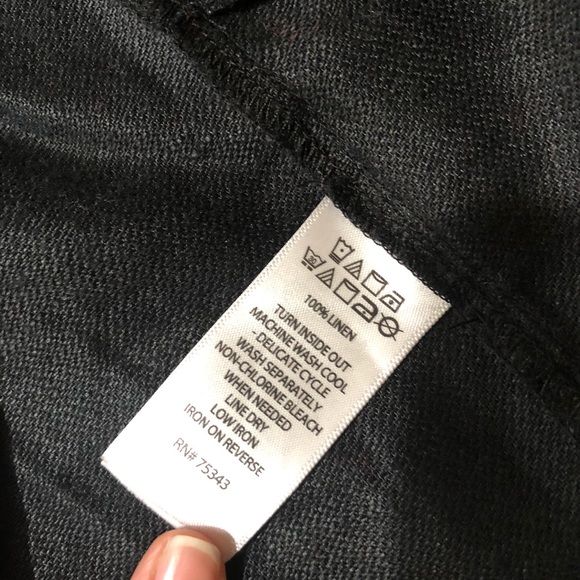 30
100% LINEN
TURN INSIDE OUT
MACHINE WASH COOL
- DELICATE CYCLE
WASH SEPARATELY
NON-CHLORINE BLEACH
WHEN NEEDED
LINE DRY
LOW IRON
IRON ON REVERSE
RN# 75343